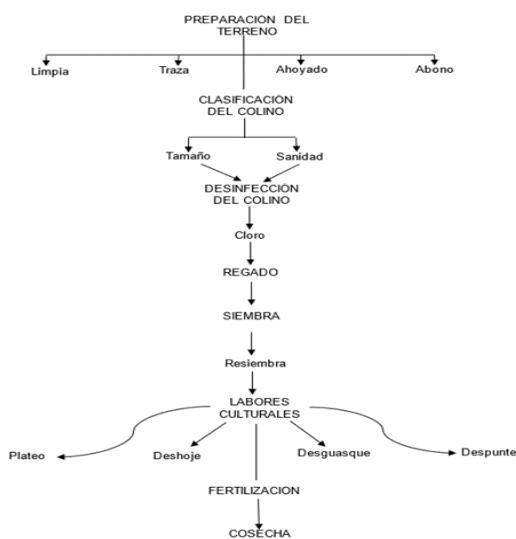 PREPARACIÓN DEL
TERRENO
Limpia
Traza
Ahoyado
Abono
CLASIFICACIÓN
DEL COLINO
Tamaño
Sanidad
DESINFECCIÓN
DEL COLINO
Cloro
REGADO
SIEMBRA
Resiembra
LABORES
CULTURALES
Plateo
Deshoje
Desguasque
Despunte
FERTILIZACION
COSECHA